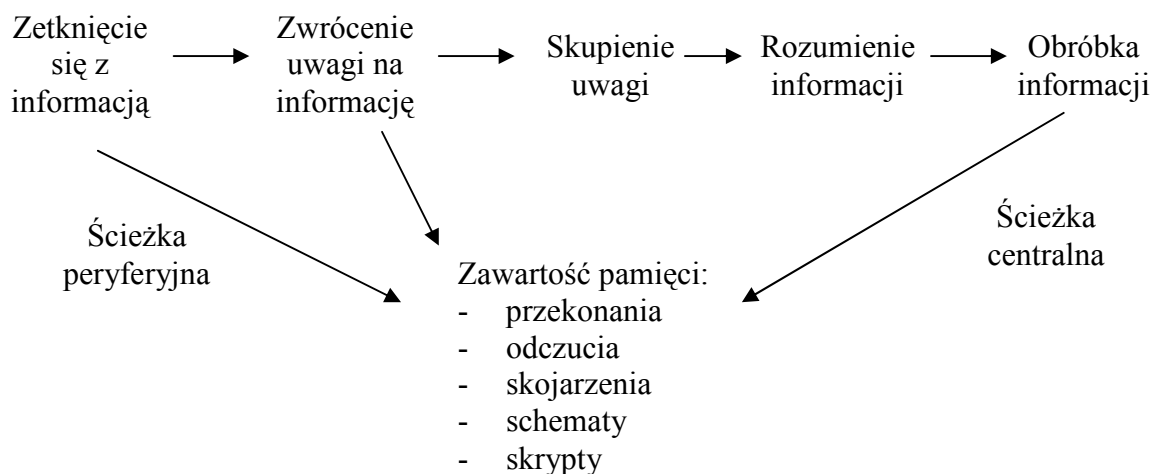 Zetknięcie
się z
informacją
Zwrócenie
uwagi na
informację
Skupienie
uwagi
Rozumienie
informacji
Obróbka
informacji
Ścieżka
peryferyjna
Ścieżka
centralna
Zawartość pamięci:
- przekonania
- odczucia
- skojarzenia
- schematy
- skrypty